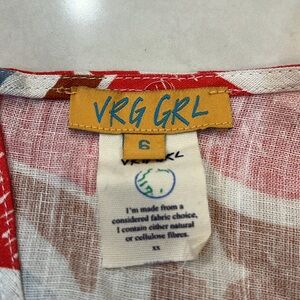 VRG GRL
6
VRG GRL
I'm made from a
considered fabric choice,
I contain either natural
or cellulose fibres.
xx